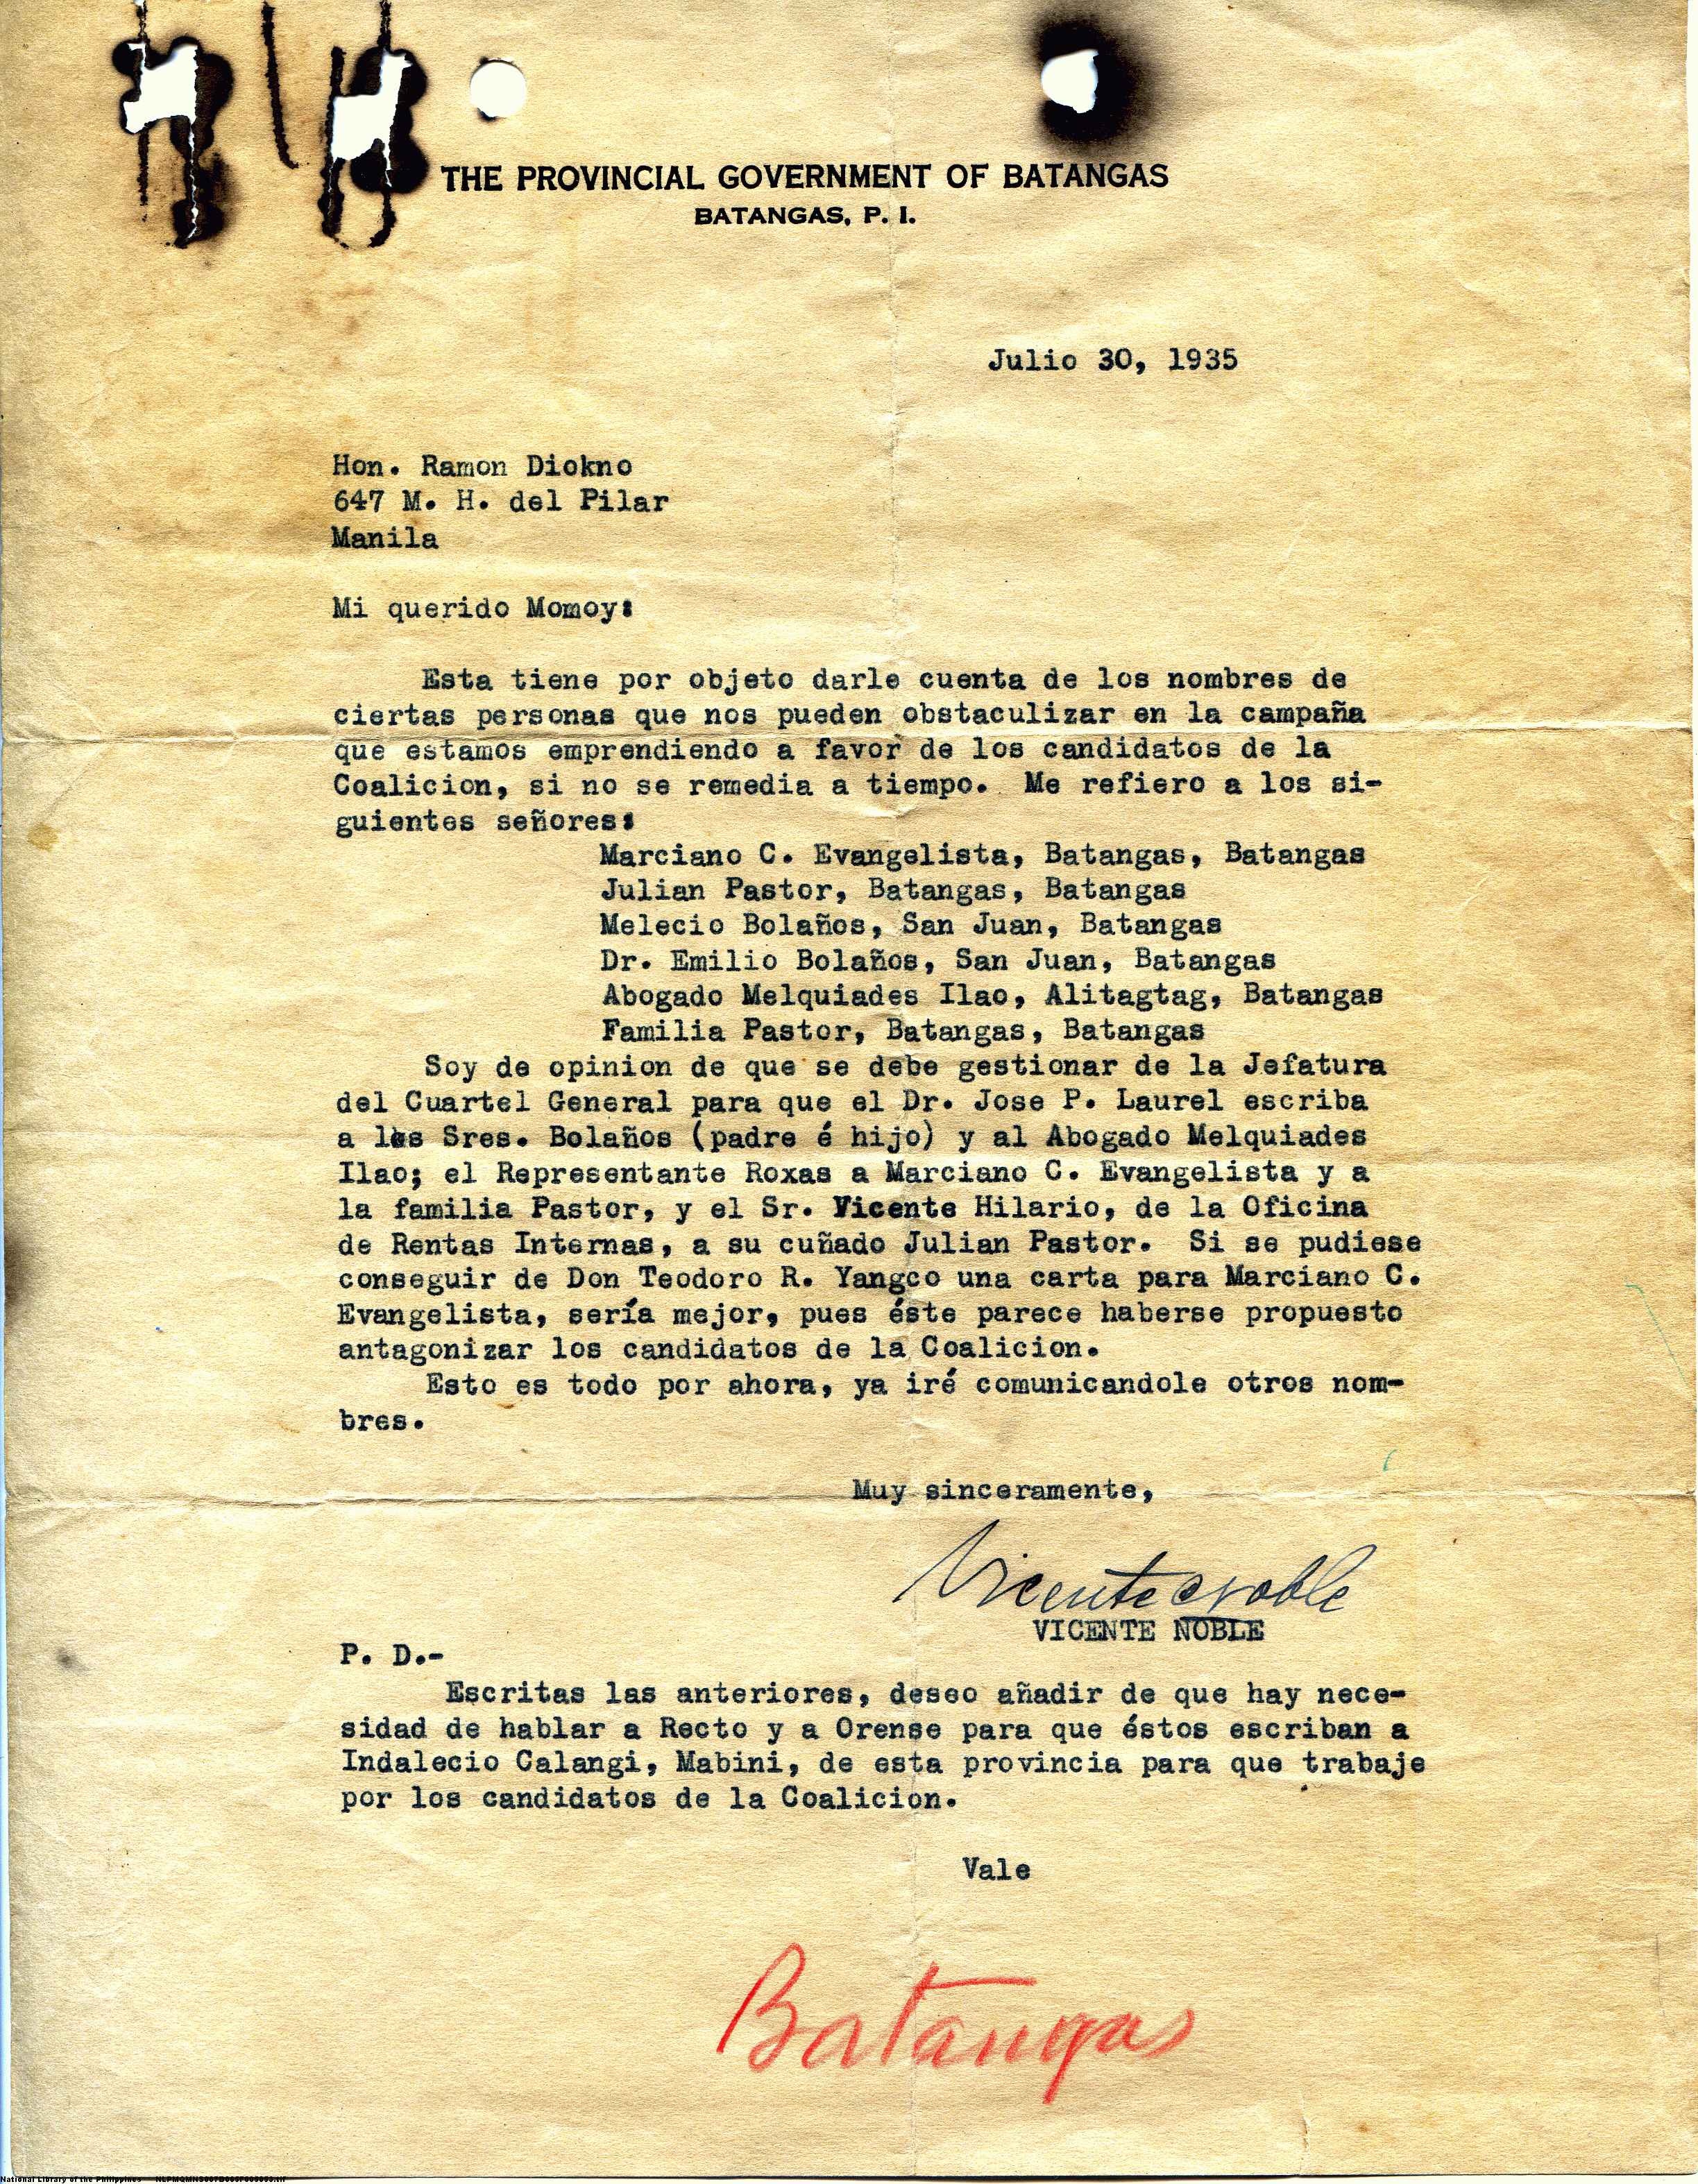 THE PROVINCIAL GOVERNMENT OF BATANGAS
BATANGAS, P. I.
Julio 30, 1935
Hon. Ramon Diokno
647 M. H. del Pilar
Manila
Mi querido Momoy:
Esta tiene por objeto darle cuenta de los nombres de
ciertas personas que nos pueden obstaculizar en la campaña
que estamos emprendiendo a favor de los candidatos de la
Coalicion, si no se remedia a tiempo. Me refiero a los si-
guientes señores:
Marciano C. Evangelista, Batangas, Batangas
Julian Pastor, Batangas, Batangas
Melecio Bolaños, San Juan, Batangas
Dr. Emilio Bolaños, San Juan, Batangas
Abogado Melquiades Ilao, Alitagtag, Batangas
Familia Pastor, Batangas, Batangas
Soy de opinion de que se debe gestionar de la Jefatura
del Cuartel General para que el Dr. Jose P. Laurel escriba
a los Sres. Bolaños (padre é hijo) y al Abogado Melquiades
Ilao; el Representante Roxas a Marciano C. Evangelista y a
la familia Pastor, y el Sr. Vicente Hilario, de la Oficina
de Rentas Internas, a su cuñado Julian Pastor. Si se pudiese
conseguir de Don Teodoro R. Yangco una carta para Marciano C.
Evangelista, sería mejor, pues éste parece haberse propuesto
antagonizar los candidatos de la Coalicion.
Esto es todo por ahora, ya iré comunicandole otros nom-
bres.
Muy sinceramente,
Vicente Noble
VICENTE NOBLE
P. D.-
Escritas las anteriores, deseo añadir de que hay nece-
sidad de hablar a Recto y a Orense para que éstos escriban a
Indalecio Calangi, Mabini, de esta provincia para que trabaje
por los candidatos de la Coalicion.
Vale
Batangas
National Library of the Philippines